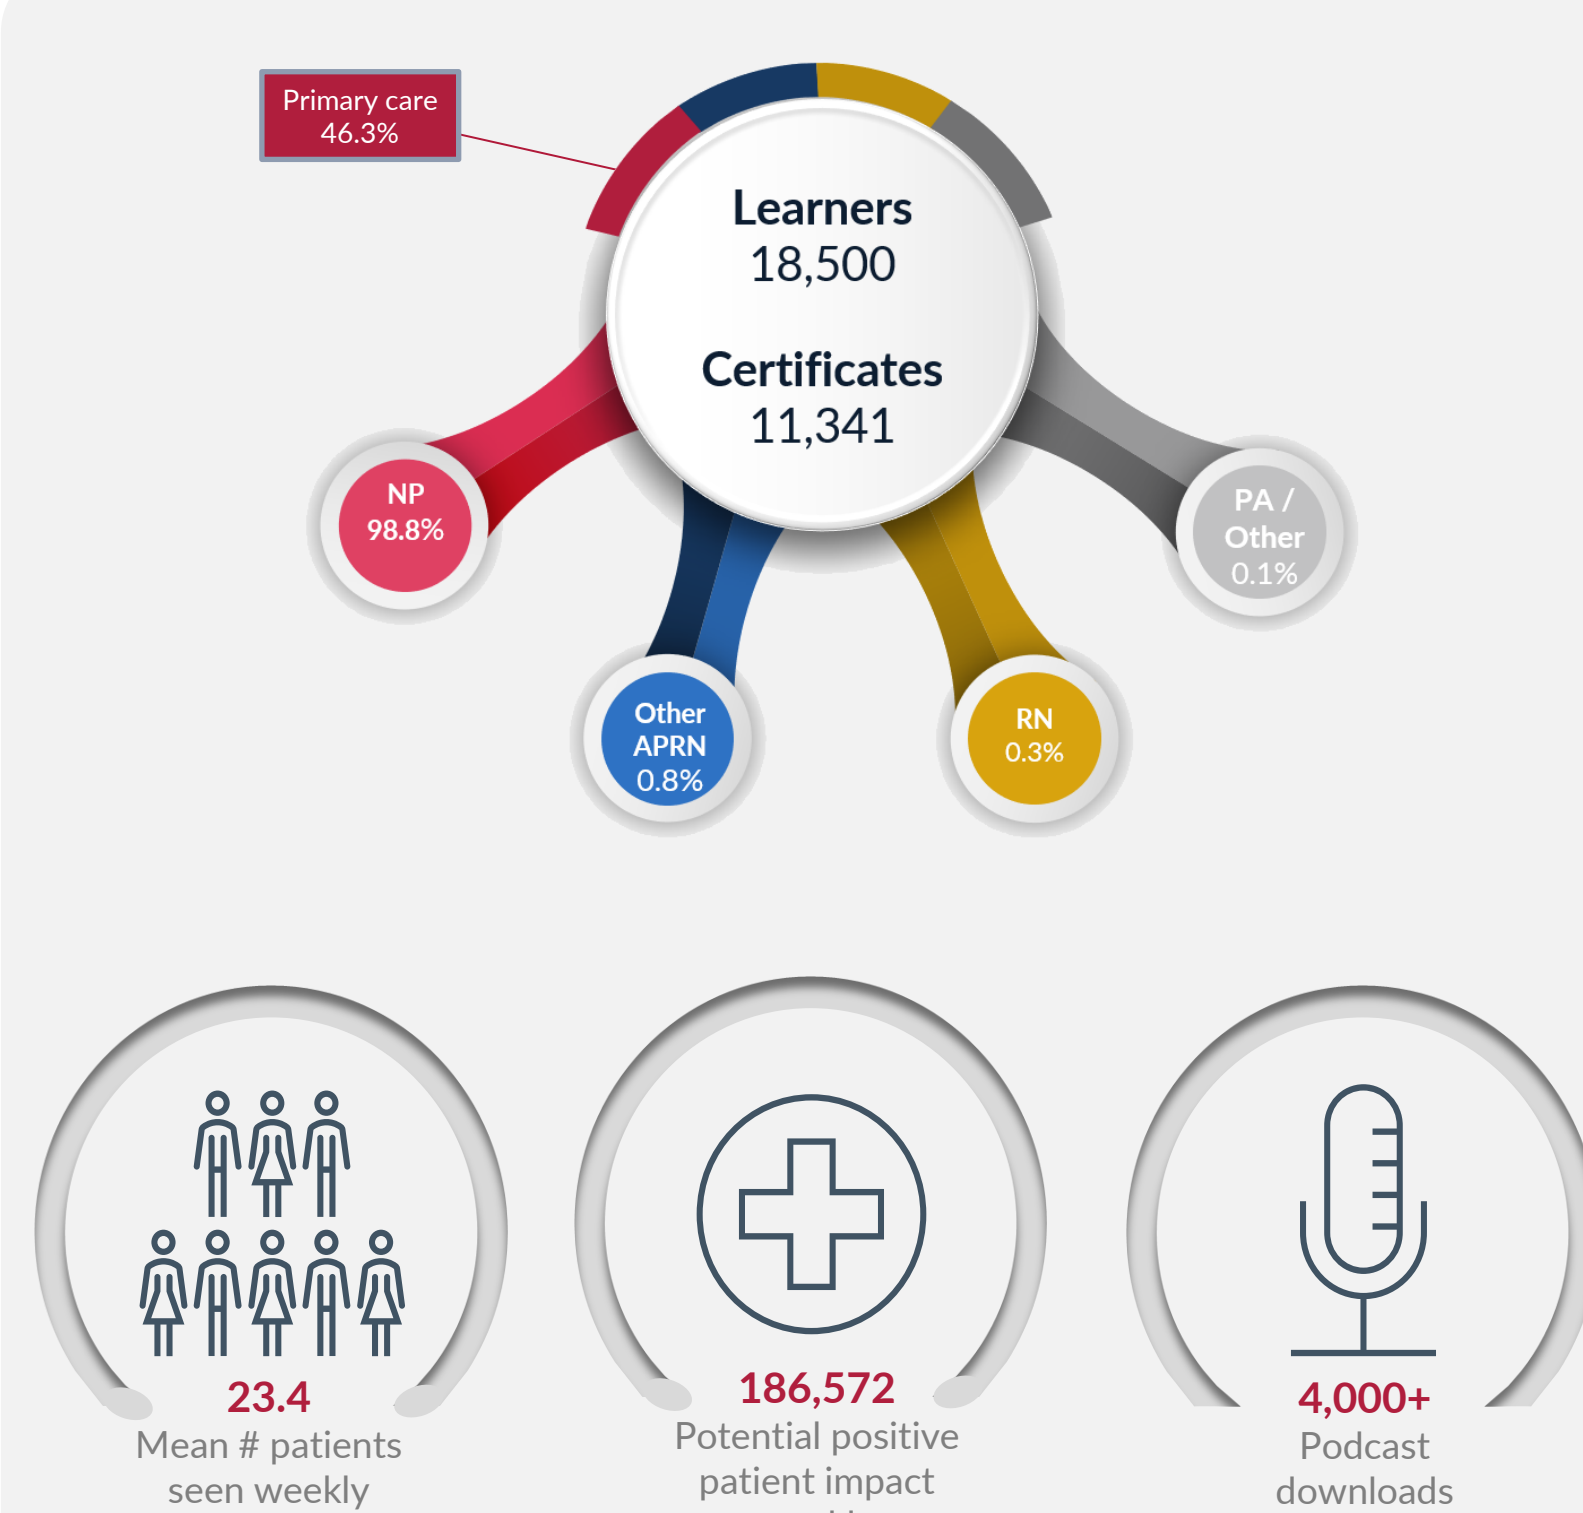 Primary care
46.3%
Learners
18,500
Certificates
11,341
NP
98.8%
PA /
Other
0.1%
Other
APRN
0.8%
RN
0.3%
23.4
Mean # patients
seen weekly
186,572
Potential positive
patient impact
4,000+
Podcast
downloads